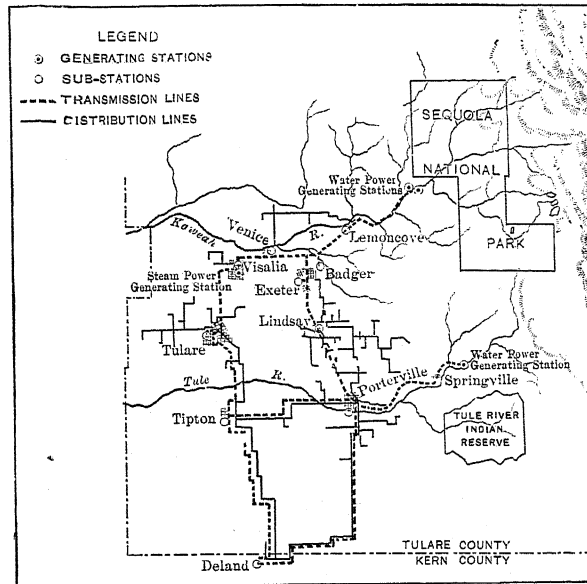 LEGEND
GENERATING STATIONS
SUB-STATIONS
TRANSMISSION LINES
DISTRIBUTION LINES
SEQUOLA
NATIONAL
PARK
Water Power
Generating Stations
Kaweah
R.
Venice
Lemoncove
Steam Power
Generating Station
Visalia
Badger
Exeter
Lindsay
Tulare
Tule
R.
Porterville
Water Power
Generating Station
Springville
Tipton
TULE RIVER
INDIAN
RESERVE
TULARE COUNTY
KERN COUNTY
Deland